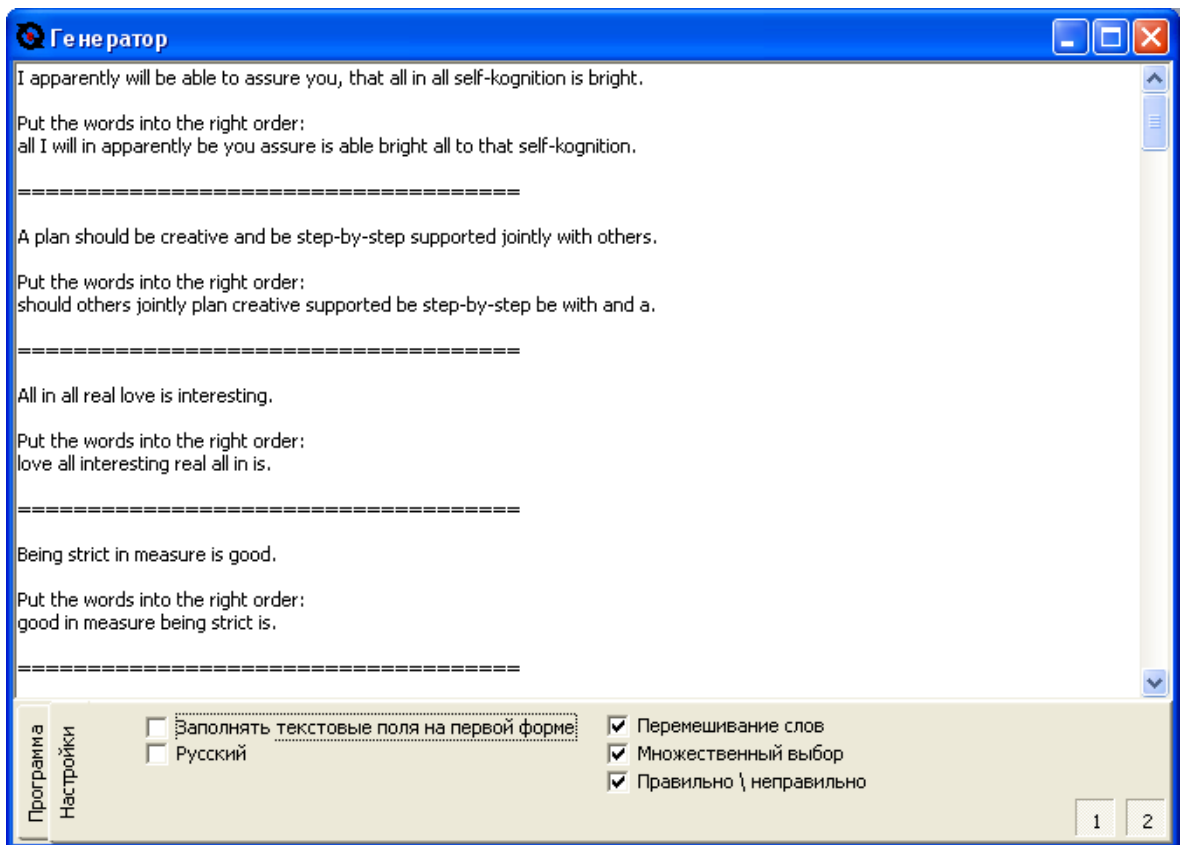 Генератор
I apparently will be able to assure you, that all in all self-kognition is bright.
Put the words into the right order:
all I will in apparently be you assure is able bright all to that self-kognition.
====================================
A plan should be creative and be step-by-step supported jointly with others.
Put the words into the right order:
should others jointly plan creative supported be step-by-step be with and a.
====================================
All in all real love is interesting.
Put the words into the right order:
love all interesting real all in is.
====================================
Being strict in measure is good.
Put the words into the right order:
good in measure being strict is.
====================================
Программа
Настройки
Заполнять текстовые поля на первой форме
Русский
Перемешивание слов
Множественный выбор
Правильно \ неправильно
1 2